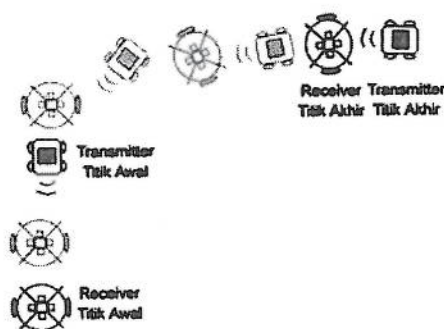 Receiver Transmitter
Titik Akhir Titik Akhir
Transmitter
Titik Awal
Receiver
Titik Awal